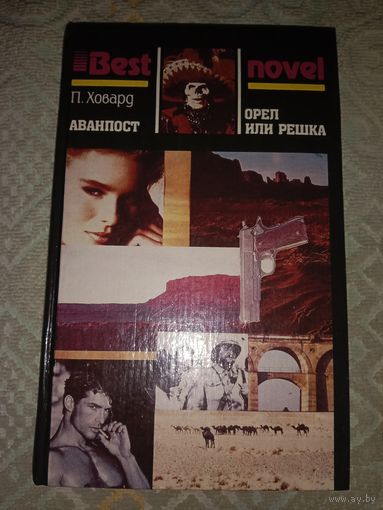 Best novel
П. Ховард
АВАНПОСТ
ОРЕЛ
ИЛИ РЕШКА
www.ay.by